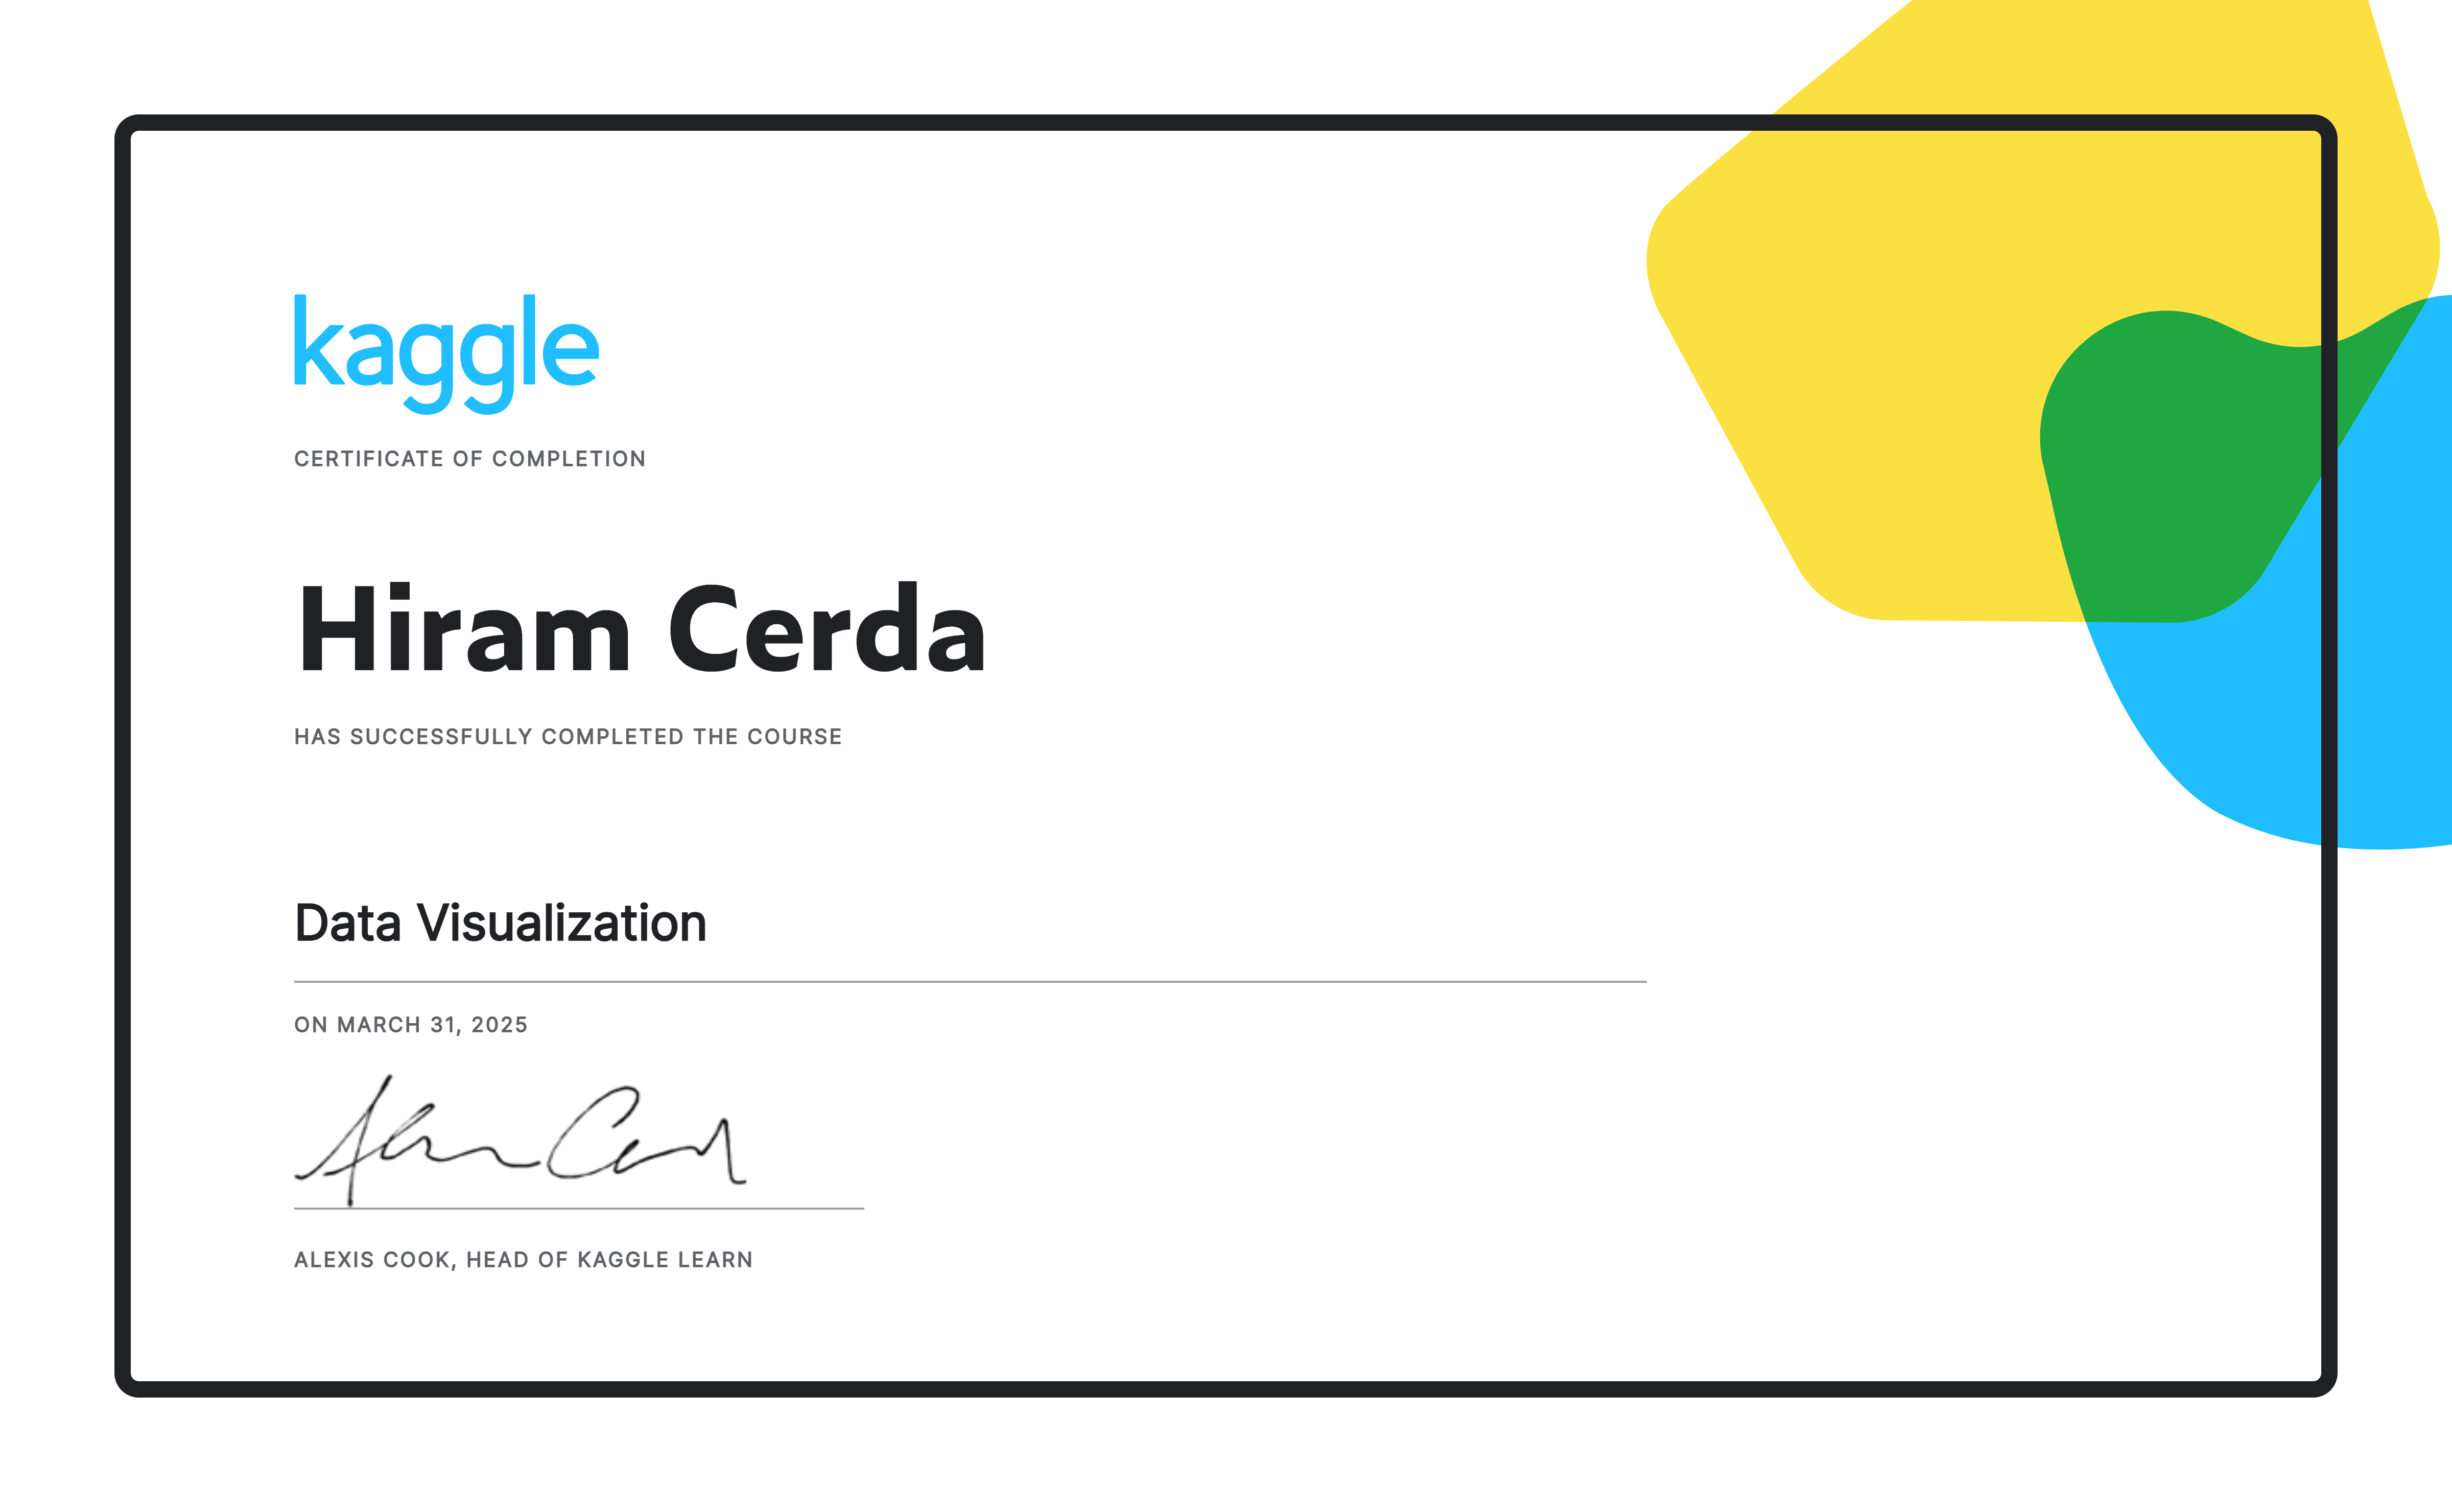 kaggle
CERTIFICATE OF COMPLETION
Hiram Cerda
HAS SUCCESSFULLY COMPLETED THE COURSE
Data Visualization
ON MARCH 31, 2025
ALEXIS COOK, HEAD OF KAGGLE LEARN